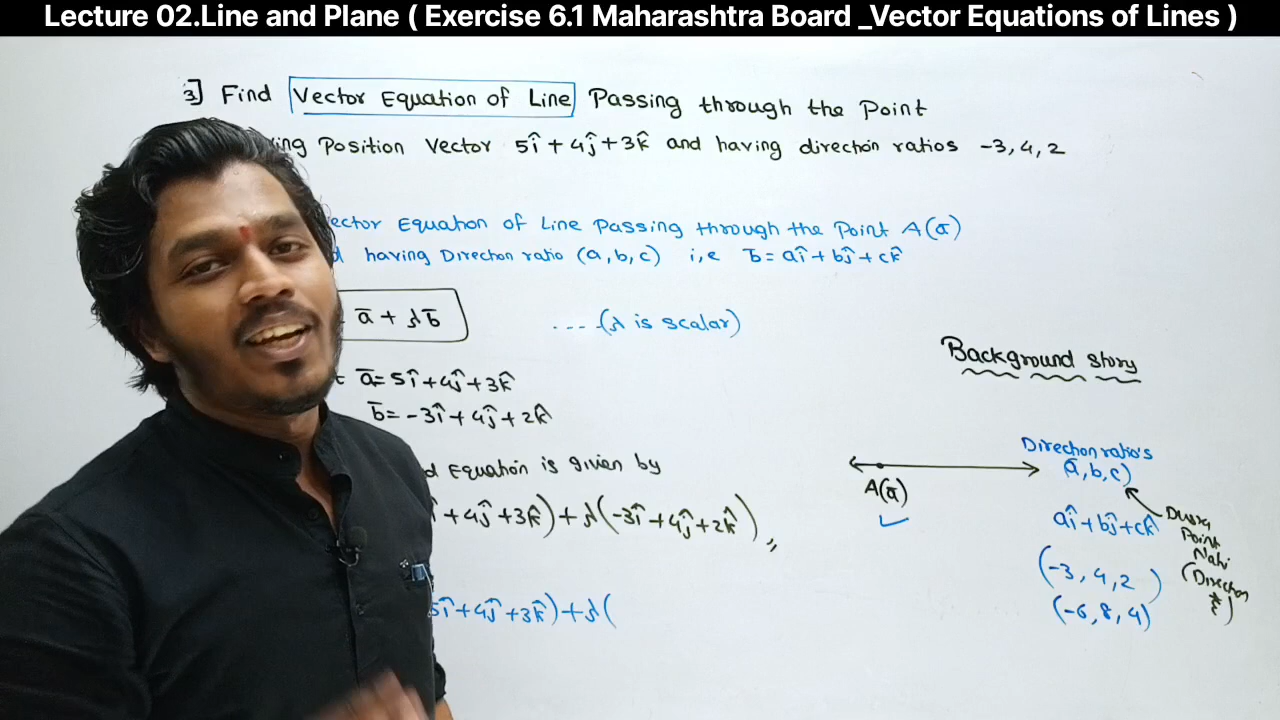 Lecture 02.Line and Plane ( Exercise 6.1 Maharashtra Board _Vector Equations of Lines )
3] Find Vector Equation of Line Passing through the Point
ing Position Vector 5î + 4ĵ + 3k̂ and having direction ratios -3, 4, 2
ector Equation of Line Passing through the Point A(ā)
d having Direction ratio (a, b, c) i,e b̄ = aî + bĵ + ck̂
ā + λb̄ .... (λ is scalar)
Background story
ā = 5î + 4ĵ + 3k̂
b̄ = -3î + 4ĵ + 2k̂
d Equation is given by
+ 4ĵ + 3k̂) + λ(-3î + 4ĵ + 2k̂) ,,
5î + 4ĵ + 3k̂) + λ(
A(ā)
Direction ratio's
(a, b, c)
aî + bĵ + ck̂
(-3, 4, 2 )
(-6, 8, 4)
Dusra
Point
Nahi
(Direction